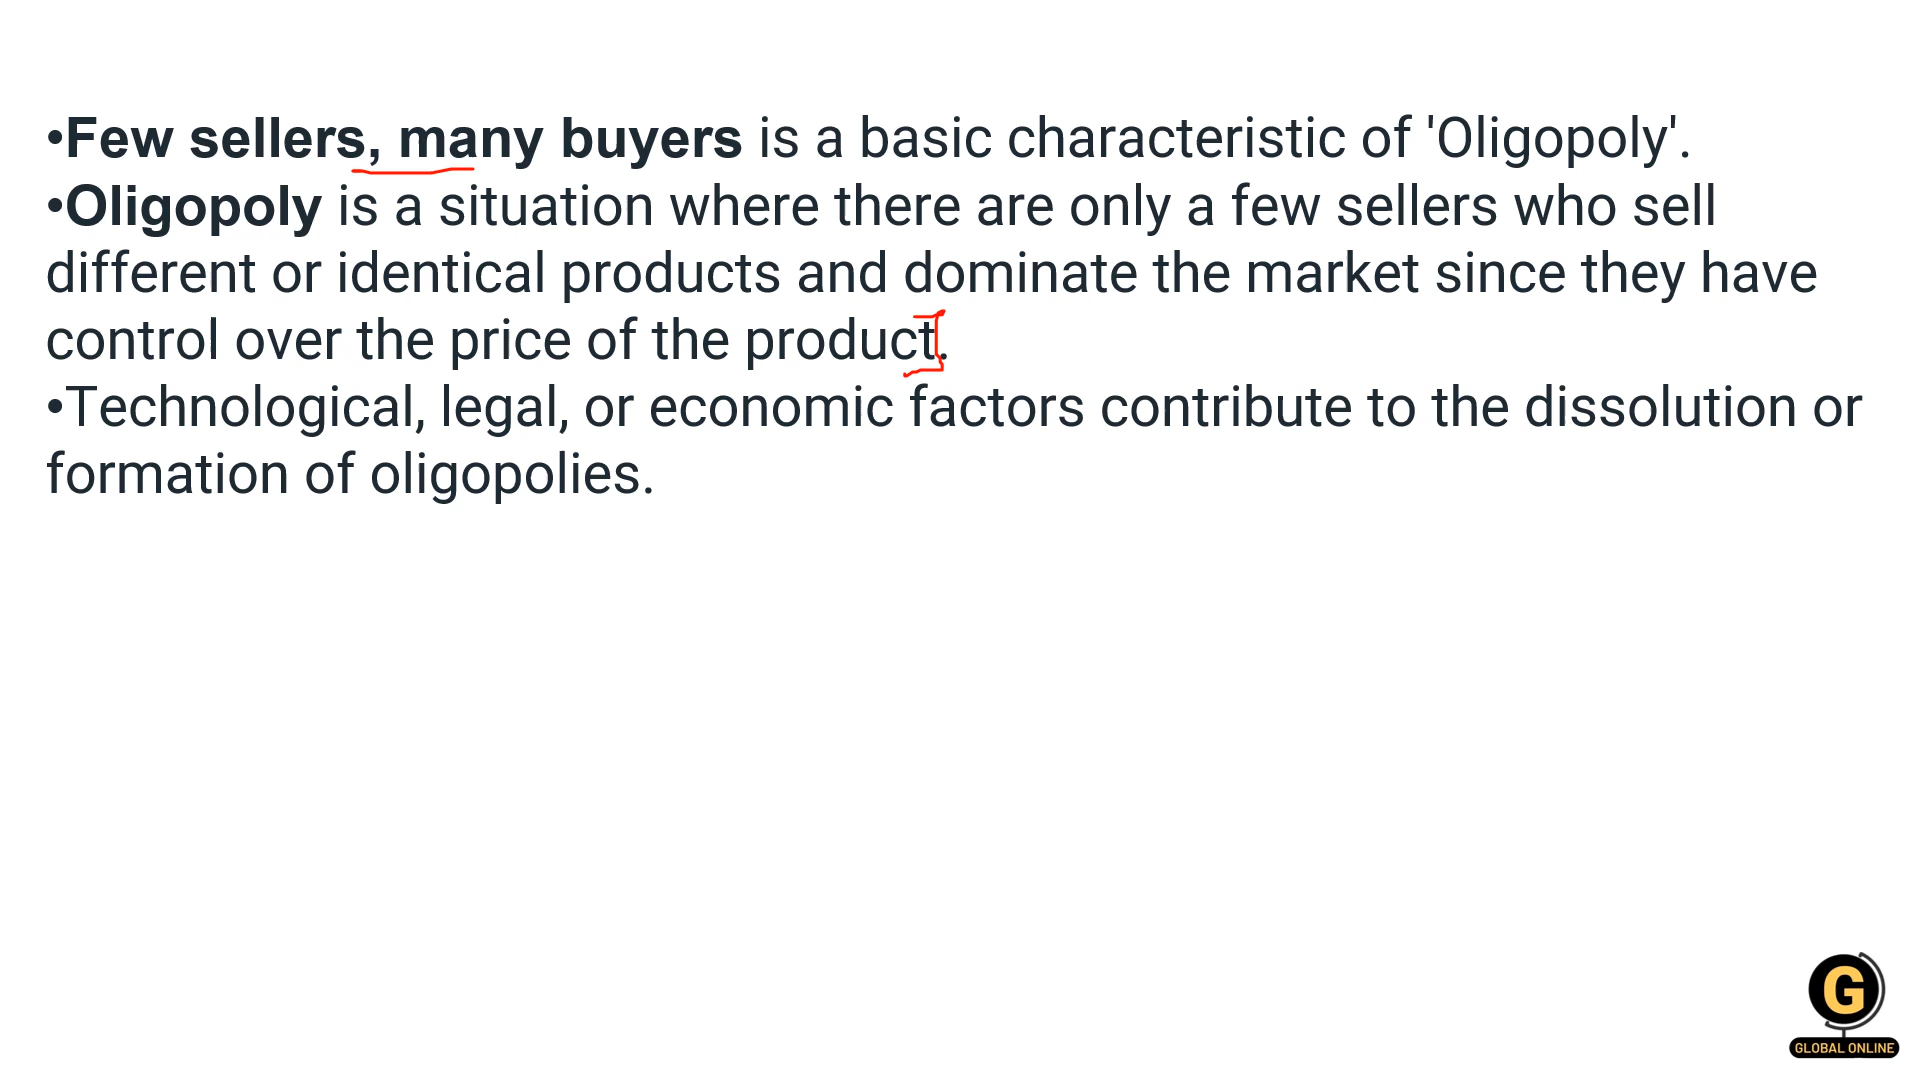 •Few sellers, many buyers is a basic characteristic of 'Oligopoly'.
•Oligopoly is a situation where there are only a few sellers who sell
different or identical products and dominate the market since they have
control over the price of the product.
•Technological, legal, or economic factors contribute to the dissolution or
formation of oligopolies.
G
GLOBAL ONLINE